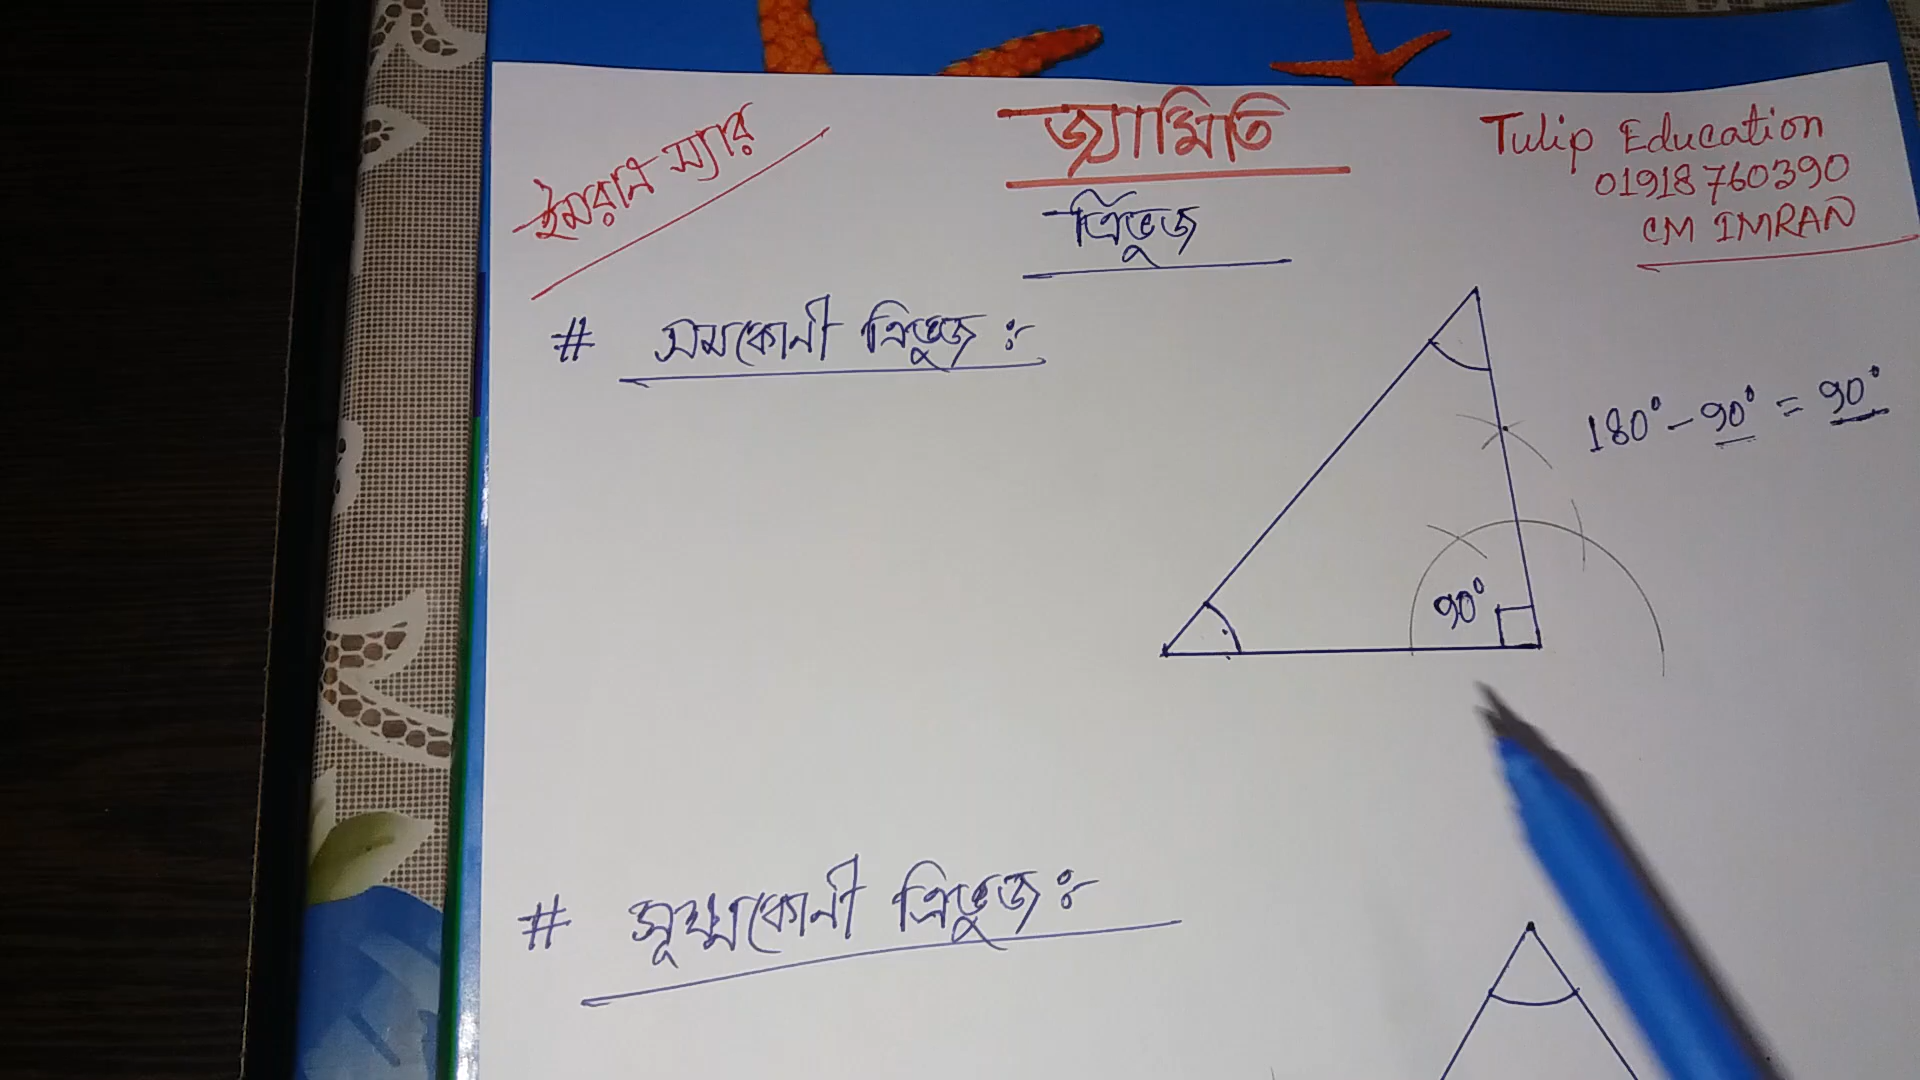 ইমরান স্যার
জ্যামিতি
Tulip Education
01918760390
CM IMRAN
ত্রিভুজ
# সমকোনী ত্রিভুজ :-
180° - 90° = 90°
90°
# সূক্ষ্মকোনী ত্রিভুজ :-